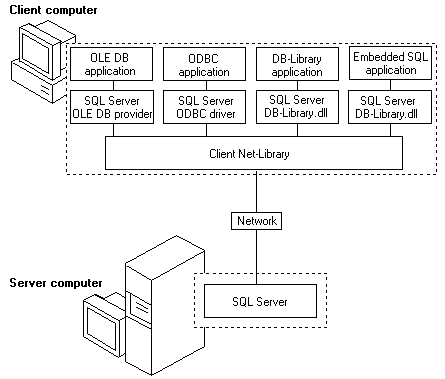 Client computer
OLE DB
application
ODBC
application
DB-Library
application
Embedded SQL
application
SQL Server
OLE DB provider
SQL Server
ODBC driver
SQL Server
DB-Library.dll
SQL Server
DB-Library.dll
Client Net-Library
Network
Server computer
SQL Server